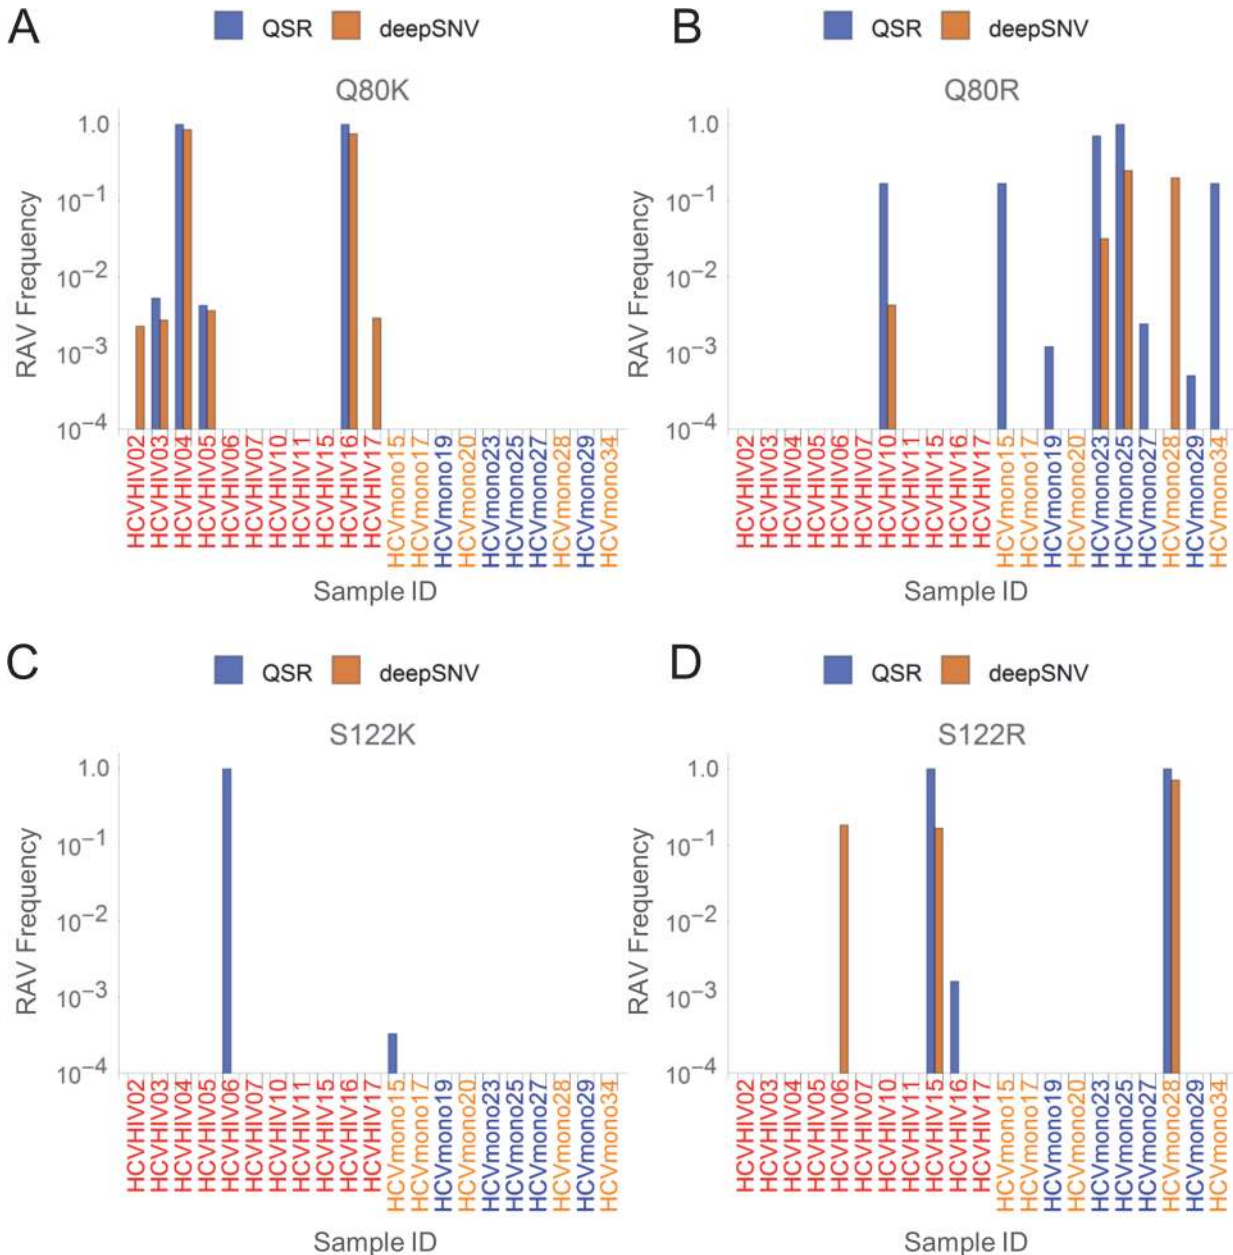 A
QSR deepSNV
Q80K
RAV Frequency
1.0
10−1
10−2
10−3
10−4
HCVHIV02
HCVHIV03
HCVHIV04
HCVHIV05
HCVHIV06
HCVHIV07
HCVHIV10
HCVHIV11
HCVHIV15
HCVHIV16
HCVHIV17
HCVmono15
HCVmono17
HCVmono19
HCVmono20
HCVmono23
HCVmono25
HCVmono27
HCVmono28
HCVmono29
HCVmono34
Sample ID
B
QSR deepSNV
Q80R
RAV Frequency
1.0
10−1
10−2
10−3
10−4
HCVHIV02
HCVHIV03
HCVHIV04
HCVHIV05
HCVHIV06
HCVHIV07
HCVHIV10
HCVHIV11
HCVHIV15
HCVHIV16
HCVHIV17
HCVmono15
HCVmono17
HCVmono19
HCVmono20
HCVmono23
HCVmono25
HCVmono27
HCVmono28
HCVmono29
HCVmono34
Sample ID
C
QSR deepSNV
S122K
RAV Frequency
1.0
10−1
10−2
10−3
10−4
HCVHIV02
HCVHIV03
HCVHIV04
HCVHIV05
HCVHIV06
HCVHIV07
HCVHIV10
HCVHIV11
HCVHIV15
HCVHIV16
HCVHIV17
HCVmono15
HCVmono17
HCVmono19
HCVmono20
HCVmono23
HCVmono25
HCVmono27
HCVmono28
HCVmono29
HCVmono34
Sample ID
D
QSR deepSNV
S122R
RAV Frequency
1.0
10−1
10−2
10−3
10−4
HCVHIV02
HCVHIV03
HCVHIV04
HCVHIV05
HCVHIV06
HCVHIV07
HCVHIV10
HCVHIV11
HCVHIV15
HCVHIV16
HCVHIV17
HCVmono15
HCVmono17
HCVmono19
HCVmono20
HCVmono23
HCVmono25
HCVmono27
HCVmono28
HCVmono29
HCVmono34
Sample ID